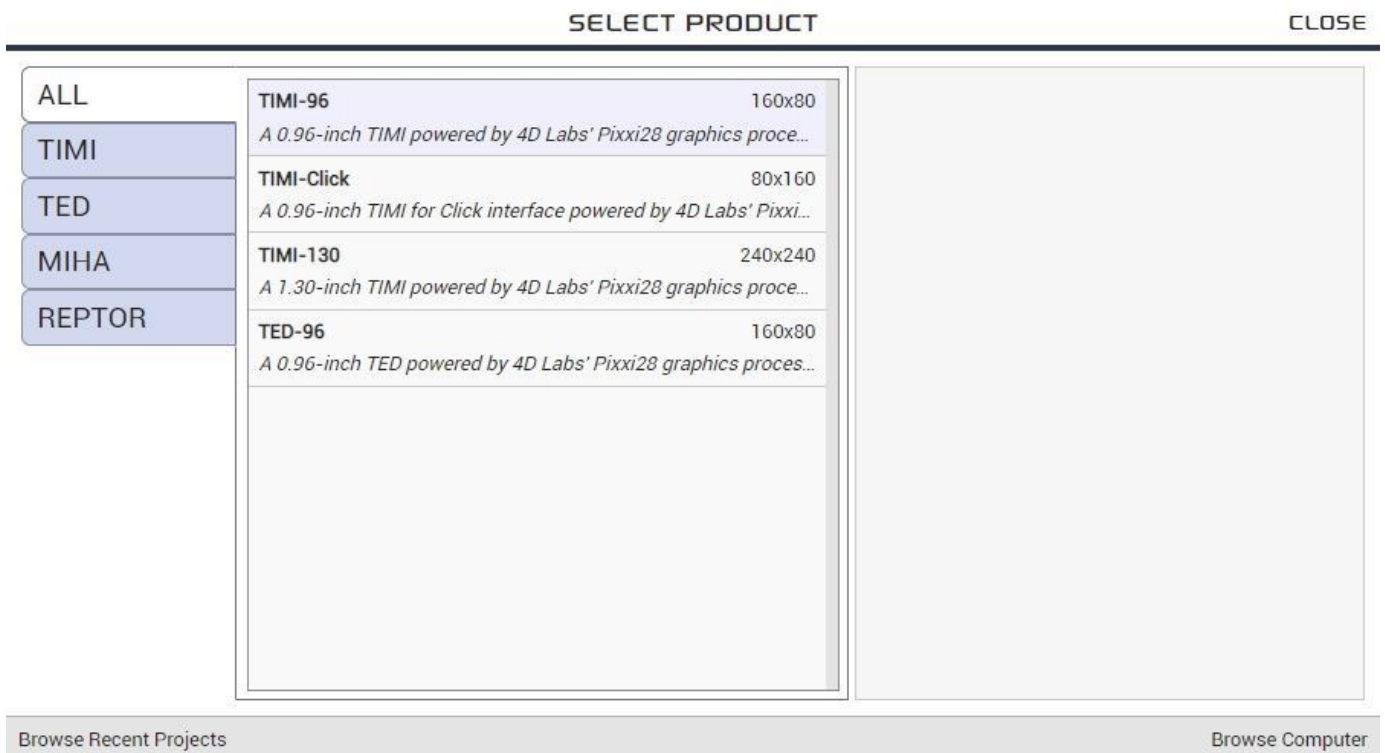 SELECT PRODUCT
CLOSE
ALL
TIMI
TED
MIHA
REPTOR
TIMI-96 160x80
A 0.96-inch TIMI powered by 4D Labs' Pixxi28 graphics proce...
TIMI-Click 80x160
A 0.96-inch TIMI for Click interface powered by 4D Labs' Pixxi...
TIMI-130 240x240
A 1.30-inch TIMI powered by 4D Labs' Pixxi28 graphics proce...
TED-96 160x80
A 0.96-inch TED powered by 4D Labs' Pixxi28 graphics proces...
Browse Recent Projects
Browse Computer